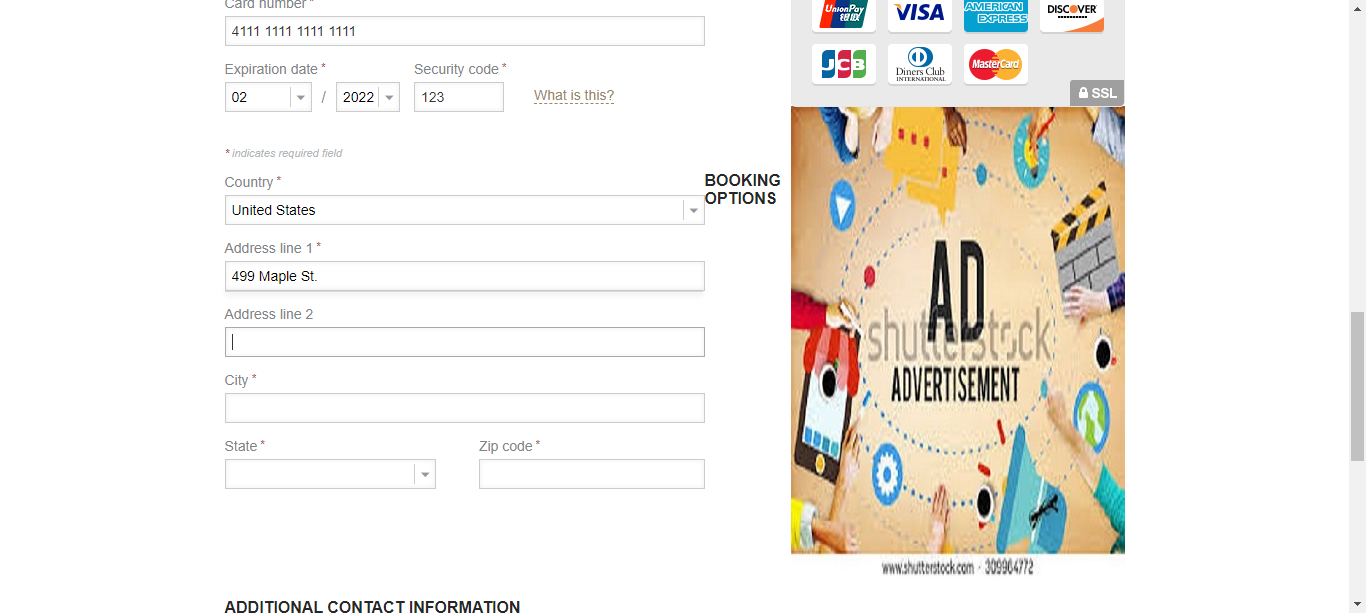 Card number *
4111 1111 1111 1111
Expiration date *
Security code *
02
/
2022
123
What is this?
* indicates required field
Country *
United States
Address line 1 *
499 Maple St.
Address line 2
City *
State *
Zip code *
ADDITIONAL CONTACT INFORMATION
BOOKING
OPTIONS
UnionPay
银联
VISA
AMERICAN
EXPRESS
DISCOVER
JCB
Diners Club
INTERNATIONAL
MasterCard
SSL
AD
shutterstock
ADVERTISEMENT
www.shutterstock.com · 309964772